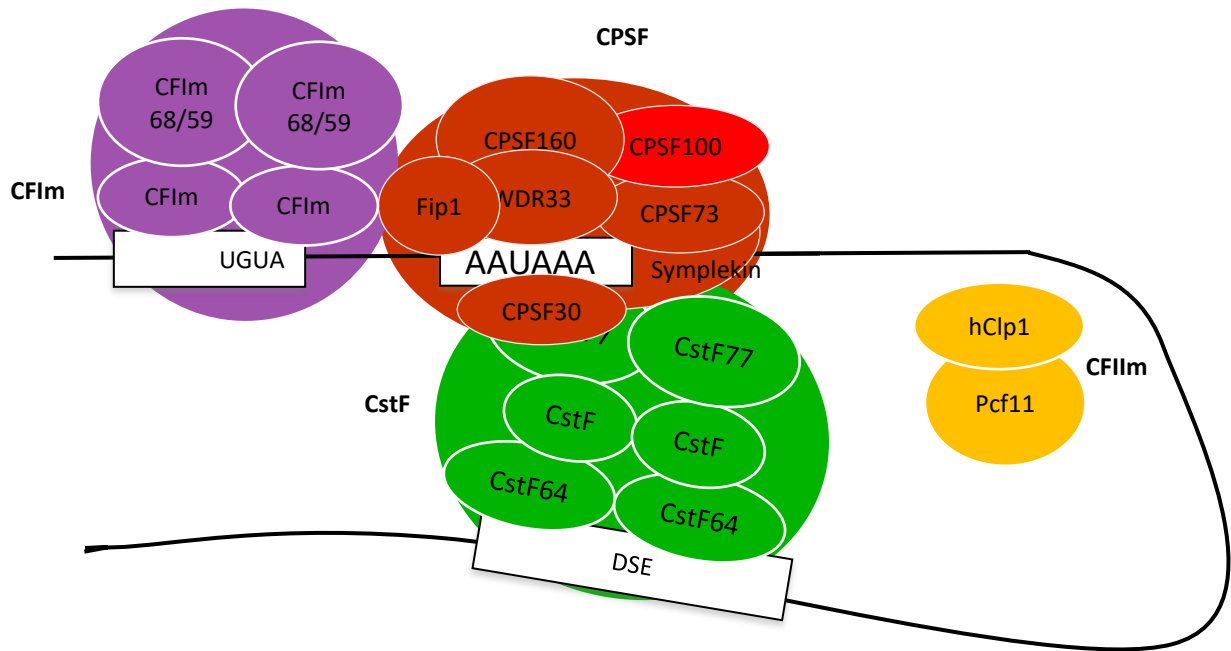 CPSF
CFIm
68/59
CFIm
68/59
CPSF160
CPSF100
CFIm
CFIm
CFIm
Fip1
WDR33
CPSF73
UGUA
AAUAAA
Symplekin
CPSF30
hClp1
CstF77
CFIIm
CstF
Pcf11
CstF
CstF
CstF64
CstF64
DSE